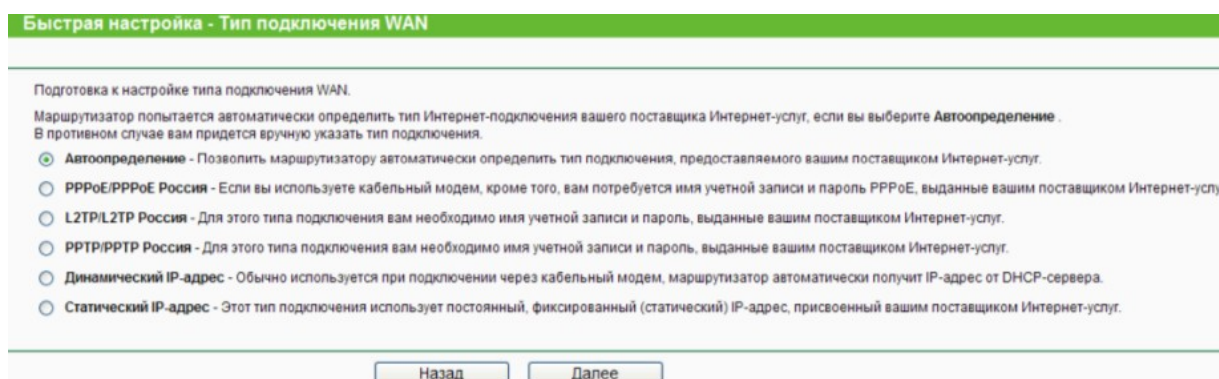 Быстрая настройка - Тип подключения WAN
Подготовка к настройке типа подключения WAN.
Маршрутизатор попытается автоматически определить тип Интернет-подключения вашего поставщика Интернет-услуг, если вы выберите Автоопределение .
В противном случае вам придется вручную указать тип подключения.
Автоопределение - Позволить маршрутизатору автоматически определить тип подключения, предоставляемого вашим поставщиком Интернет-услуг.
PPPoE/PPPoE Россия - Если вы используете кабельный модем, кроме того, вам потребуется имя учетной записи и пароль PPPoE, выданные вашим поставщиком Интернет-услу
L2TP/L2TP Россия - Для этого типа подключения вам необходимо имя учетной записи и пароль, выданные вашим поставщиком Интернет-услуг.
PPTP/PPTP Россия - Для этого типа подключения вам необходимо имя учетной записи и пароль, выданные вашим поставщиком Интернет-услуг.
Динамический IP-адрес - Обычно используется при подключении через кабельный модем, маршрутизатор автоматически получит IP-адрес от DHCP-сервера.
Статический IP-адрес - Этот тип подключения использует постоянный, фиксированный (статический) IP-адрес, присвоенный вашим поставщиком Интернет-услуг.
Назад Далее